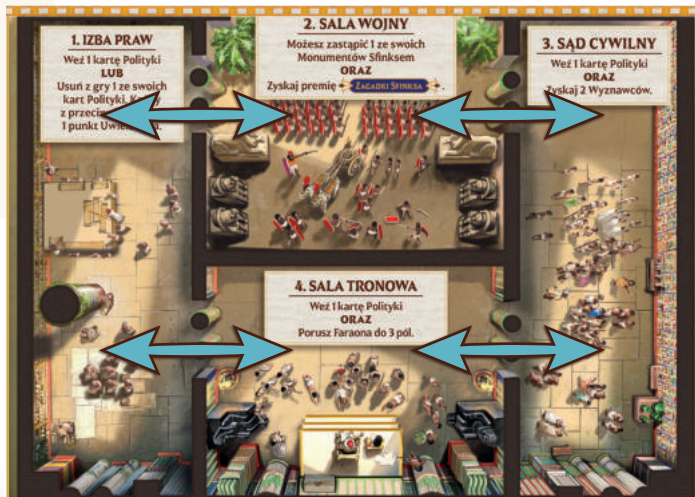 1. IZBA PRAW
Weź 1 kartę Polityki
LUB
Usuń z gry 1 ze swoich
kart Polityki. K
z przeci
1 punkt Uwiel
2. SALA WOJNY
Możesz zastąpić 1 ze swoich
Monumentów Sfinksem
ORAZ
Zyskaj premię ZAGADKI SFINKSA .
3. SĄD CYWILNY
Weź 1 kartę Polityki
ORAZ
Zyskaj 2 Wyznawców.
4. SALA TRONOWA
Weź 1 kartę Polityki
ORAZ
Porusz Faraona do 3 pól.